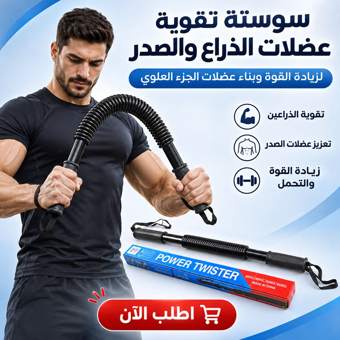 سوستة تقوية
عضلات الذراع والصدر
لزيادة القوة وبناء عضلات الجزء العلوي
تقوية الذراعين
تعزيز عضلات الصدر
زيادة القوة
والتحمل
POWER TWISTER
اطلب الآن